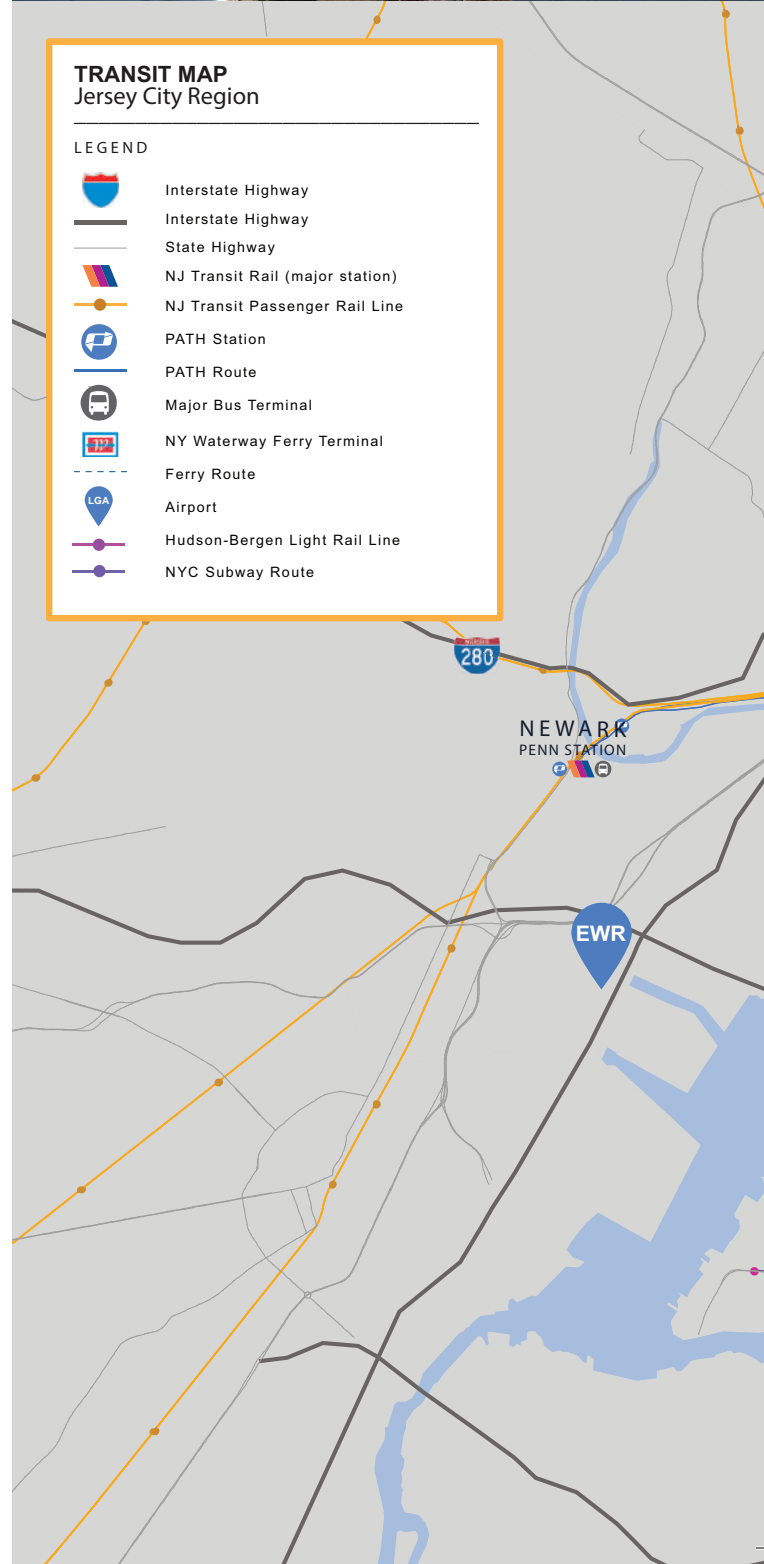 TRANSIT MAP
Jersey City Region
LEGEND
Interstate Highway
Interstate Highway
State Highway
NJ Transit Rail (major station)
NJ Transit Passenger Rail Line
PATH Station
PATH Route
Major Bus Terminal
NY Waterway Ferry Terminal
Ferry Route
LGA
Airport
Hudson-Bergen Light Rail Line
NYC Subway Route
280
NEWARK
PENN STATION
EWR